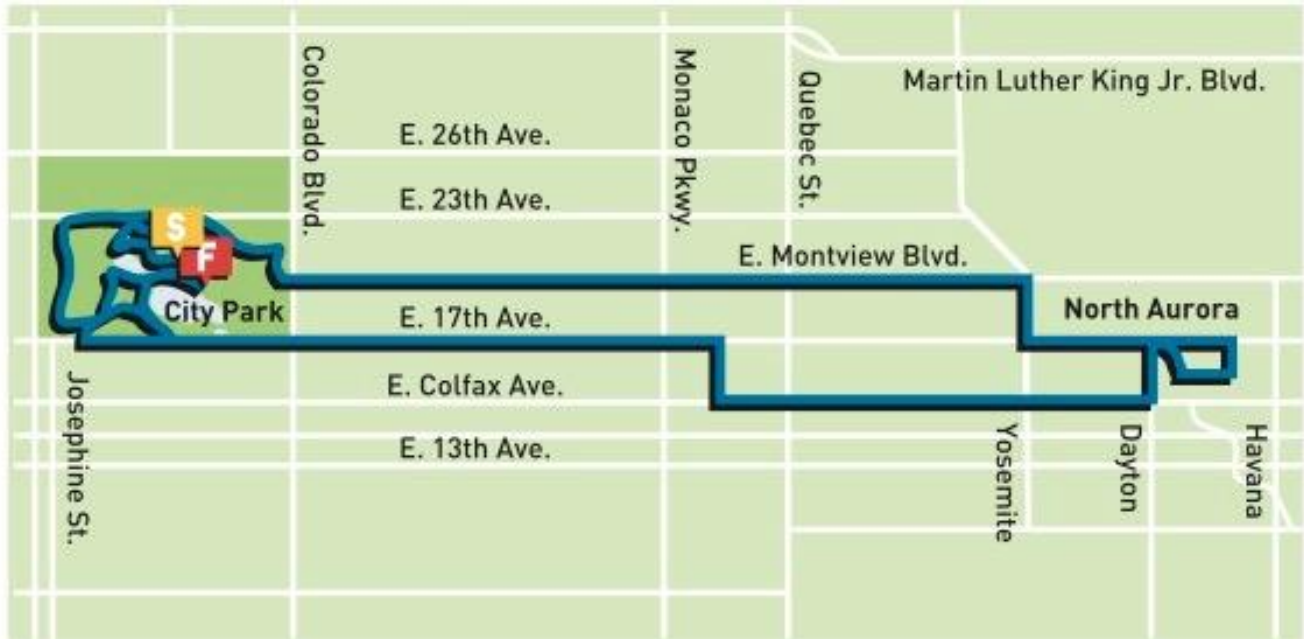 Colorado Blvd.
Monaco Pkwy.
Quebec St.
Martin Luther King Jr. Blvd.
E. 26th Ave.
E. 23rd Ave.
S
F
E. Montview Blvd.
City Park
E. 17th Ave.
North Aurora
Josephine St.
E. Colfax Ave.
E. 13th Ave.
Yosemite
Dayton
Havana